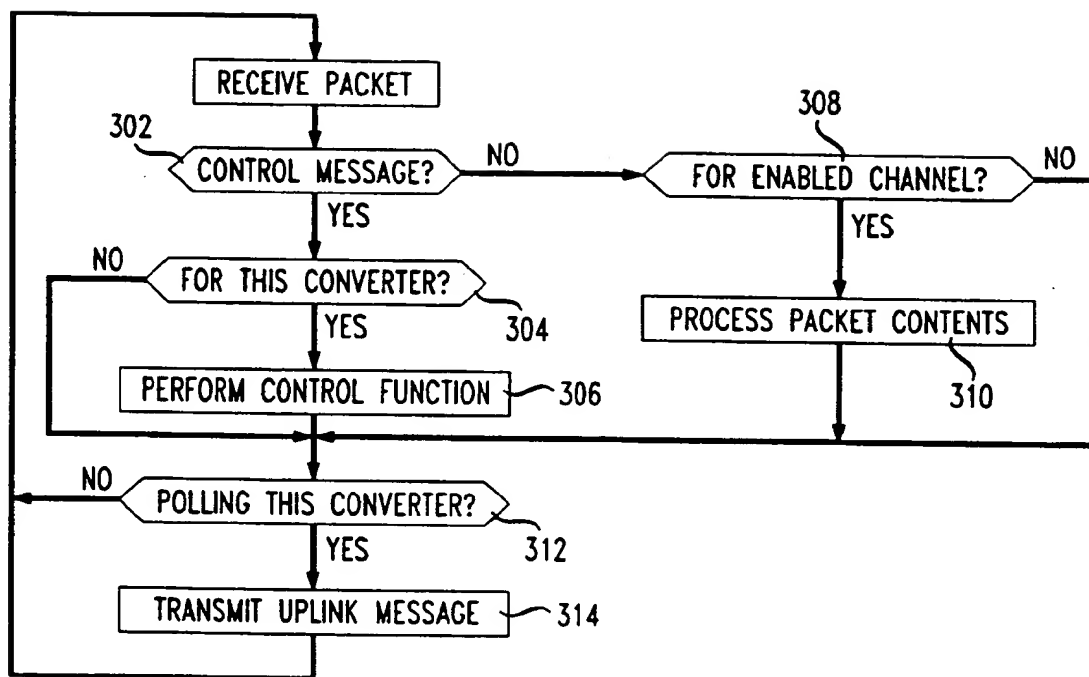 RECEIVE PACKET
302
CONTROL MESSAGE?
NO
308
FOR ENABLED CHANNEL?
NO
YES
YES
NO
FOR THIS CONVERTER?
304
YES
PROCESS PACKET CONTENTS
310
PERFORM CONTROL FUNCTION
306
NO
POLLING THIS CONVERTER?
312
YES
TRANSMIT UPLINK MESSAGE
314